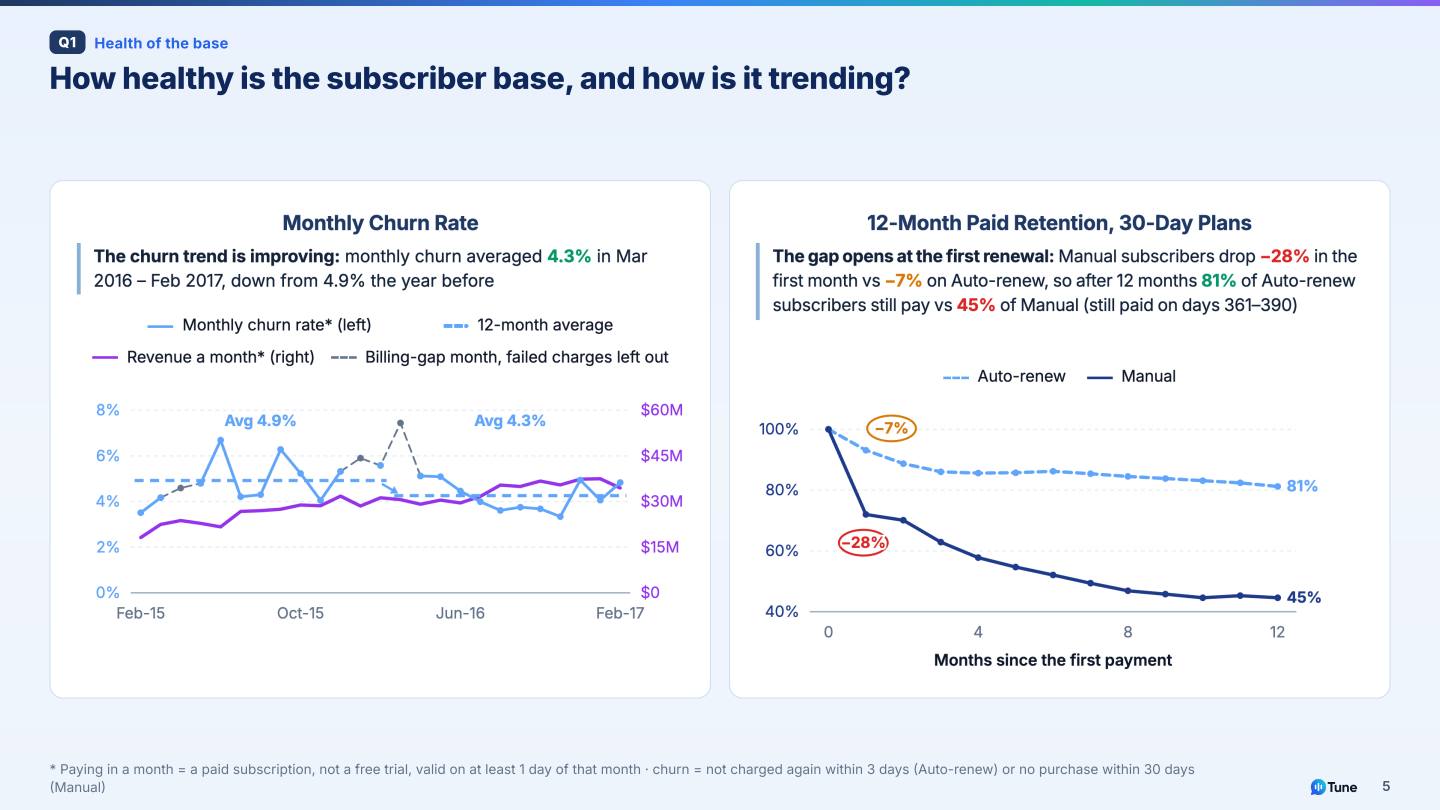 Q1 Health of the base
How healthy is the subscriber base, and how is it trending?
Monthly Churn Rate
The churn trend is improving: monthly churn averaged 4.3% in Mar
2016 – Feb 2017, down from 4.9% the year before
Monthly churn rate* (left) 12-month average
Revenue a month* (right) Billing-gap month, failed charges left out
8% Avg 4.9% Avg 4.3% $60M
6% $45M
4% $30M
2% $15M
0% $0
Feb-15 Oct-15 Jun-16 Feb-17
12-Month Paid Retention, 30-Day Plans
The gap opens at the first renewal: Manual subscribers drop −28% in the
first month vs −7% on Auto-renew, so after 12 months 81% of Auto-renew
subscribers still pay vs 45% of Manual (still paid on days 361–390)
Auto-renew Manual
100% −7%
80% 81%
60% −28%
40% 45%
0 4 8 12
Months since the first payment
* Paying in a month = a paid subscription, not a free trial, valid on at least 1 day of that month · churn = not charged again within 3 days (Auto-renew) or no purchase within 30 days
(Manual)
Tune 5